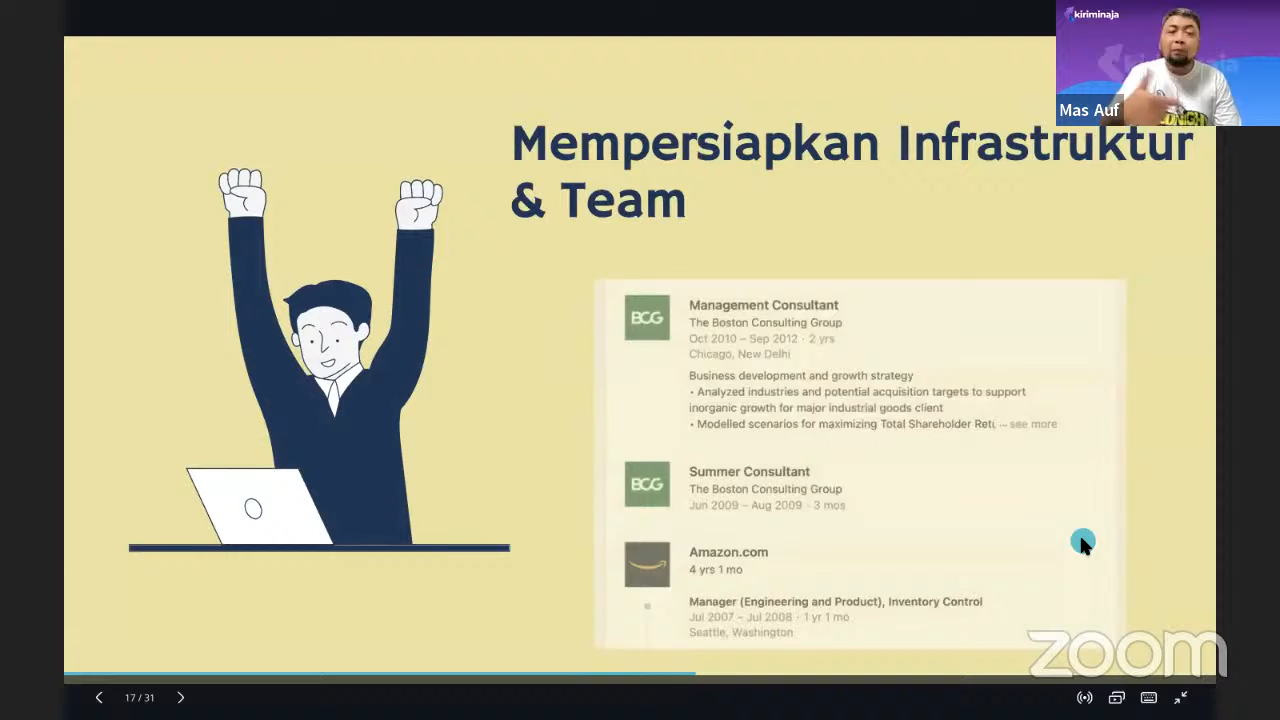 kiriminaja
Mas Auf
Mempersiapkan Infrastruktur
& Team
BCG
Management Consultant
The Boston Consulting Group
Oct 2010 – Sep 2012 · 2 yrs
Chicago, New Delhi
Business development and growth strategy
• Analyzed industries and potential acquisition targets to support
inorganic growth for major industrial goods client
• Modelled scenarios for maximizing Total Shareholder Retu ... see more
BCG
Summer Consultant
The Boston Consulting Group
Jun 2009 – Aug 2009 · 3 mos
Amazon.com
4 yrs 1 mo
Manager (Engineering and Product), Inventory Control
Jul 2007 – Jul 2008 · 1 yr 1 mo
Seattle, Washington
zoom
17 / 31